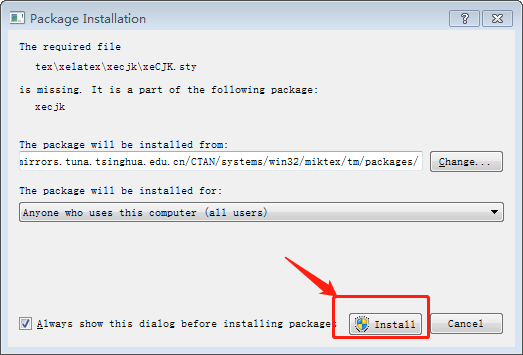 Package Installation
The required file
tex\xelatex\xecjk\xeCJK.sty
is missing. It is a part of the following package:
xecjk
The package will be installed from:
mirrors.tuna.tsinghua.edu.cn/CTAN/systems/win32/miktex/tm/packages/
Change...
The package will be installed for:
Anyone who uses this computer (all users)
Always show this dialog before installing packages
Install
Cancel